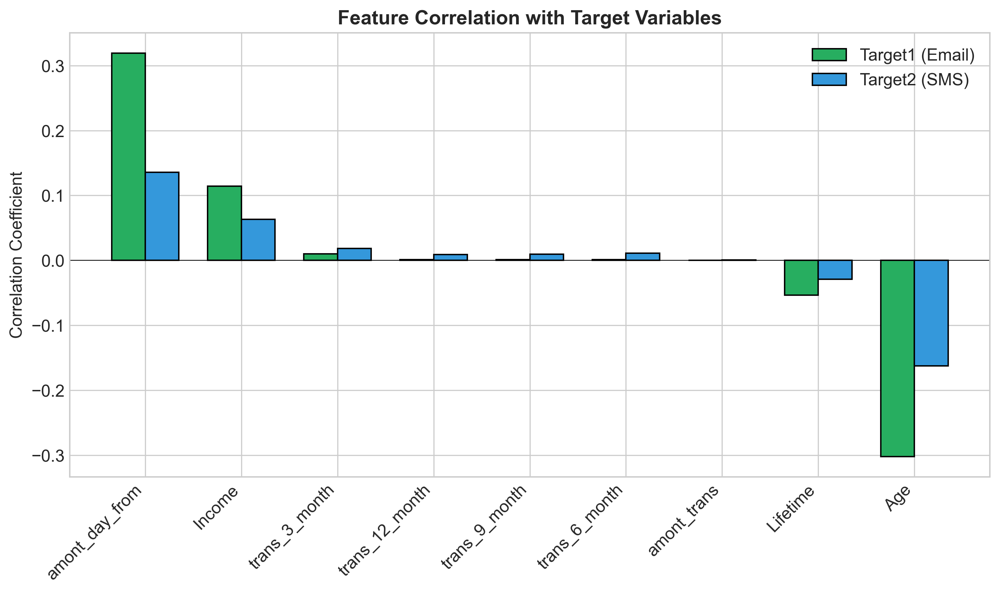 Feature Correlation with Target Variables
Target1 (Email)
Target2 (SMS)
Correlation Coefficient
0.3
0.2
0.1
0.0
−0.1
−0.2
−0.3
amont_day_from
Income
trans_3_month
trans_12_month
trans_9_month
trans_6_month
amont_trans
Lifetime
Age